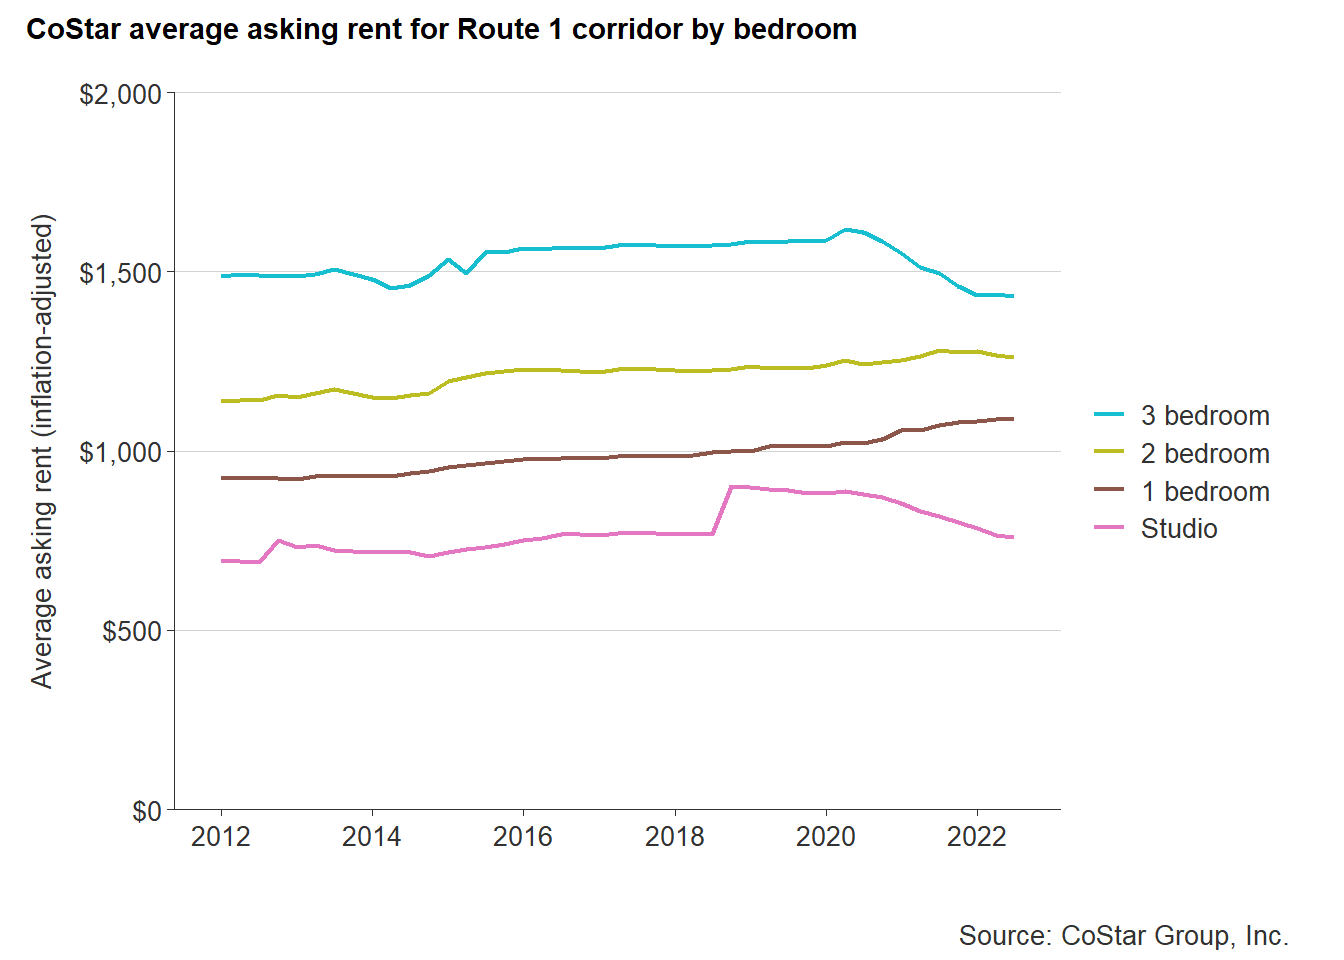 CoStar average asking rent for Route 1 corridor by bedroom
Average asking rent (inflation-adjusted)
$2,000
$1,500
$1,000
$500
$0
2012 2014 2016 2018 2020 2022
3 bedroom
2 bedroom
1 bedroom
Studio
Source: CoStar Group, Inc.